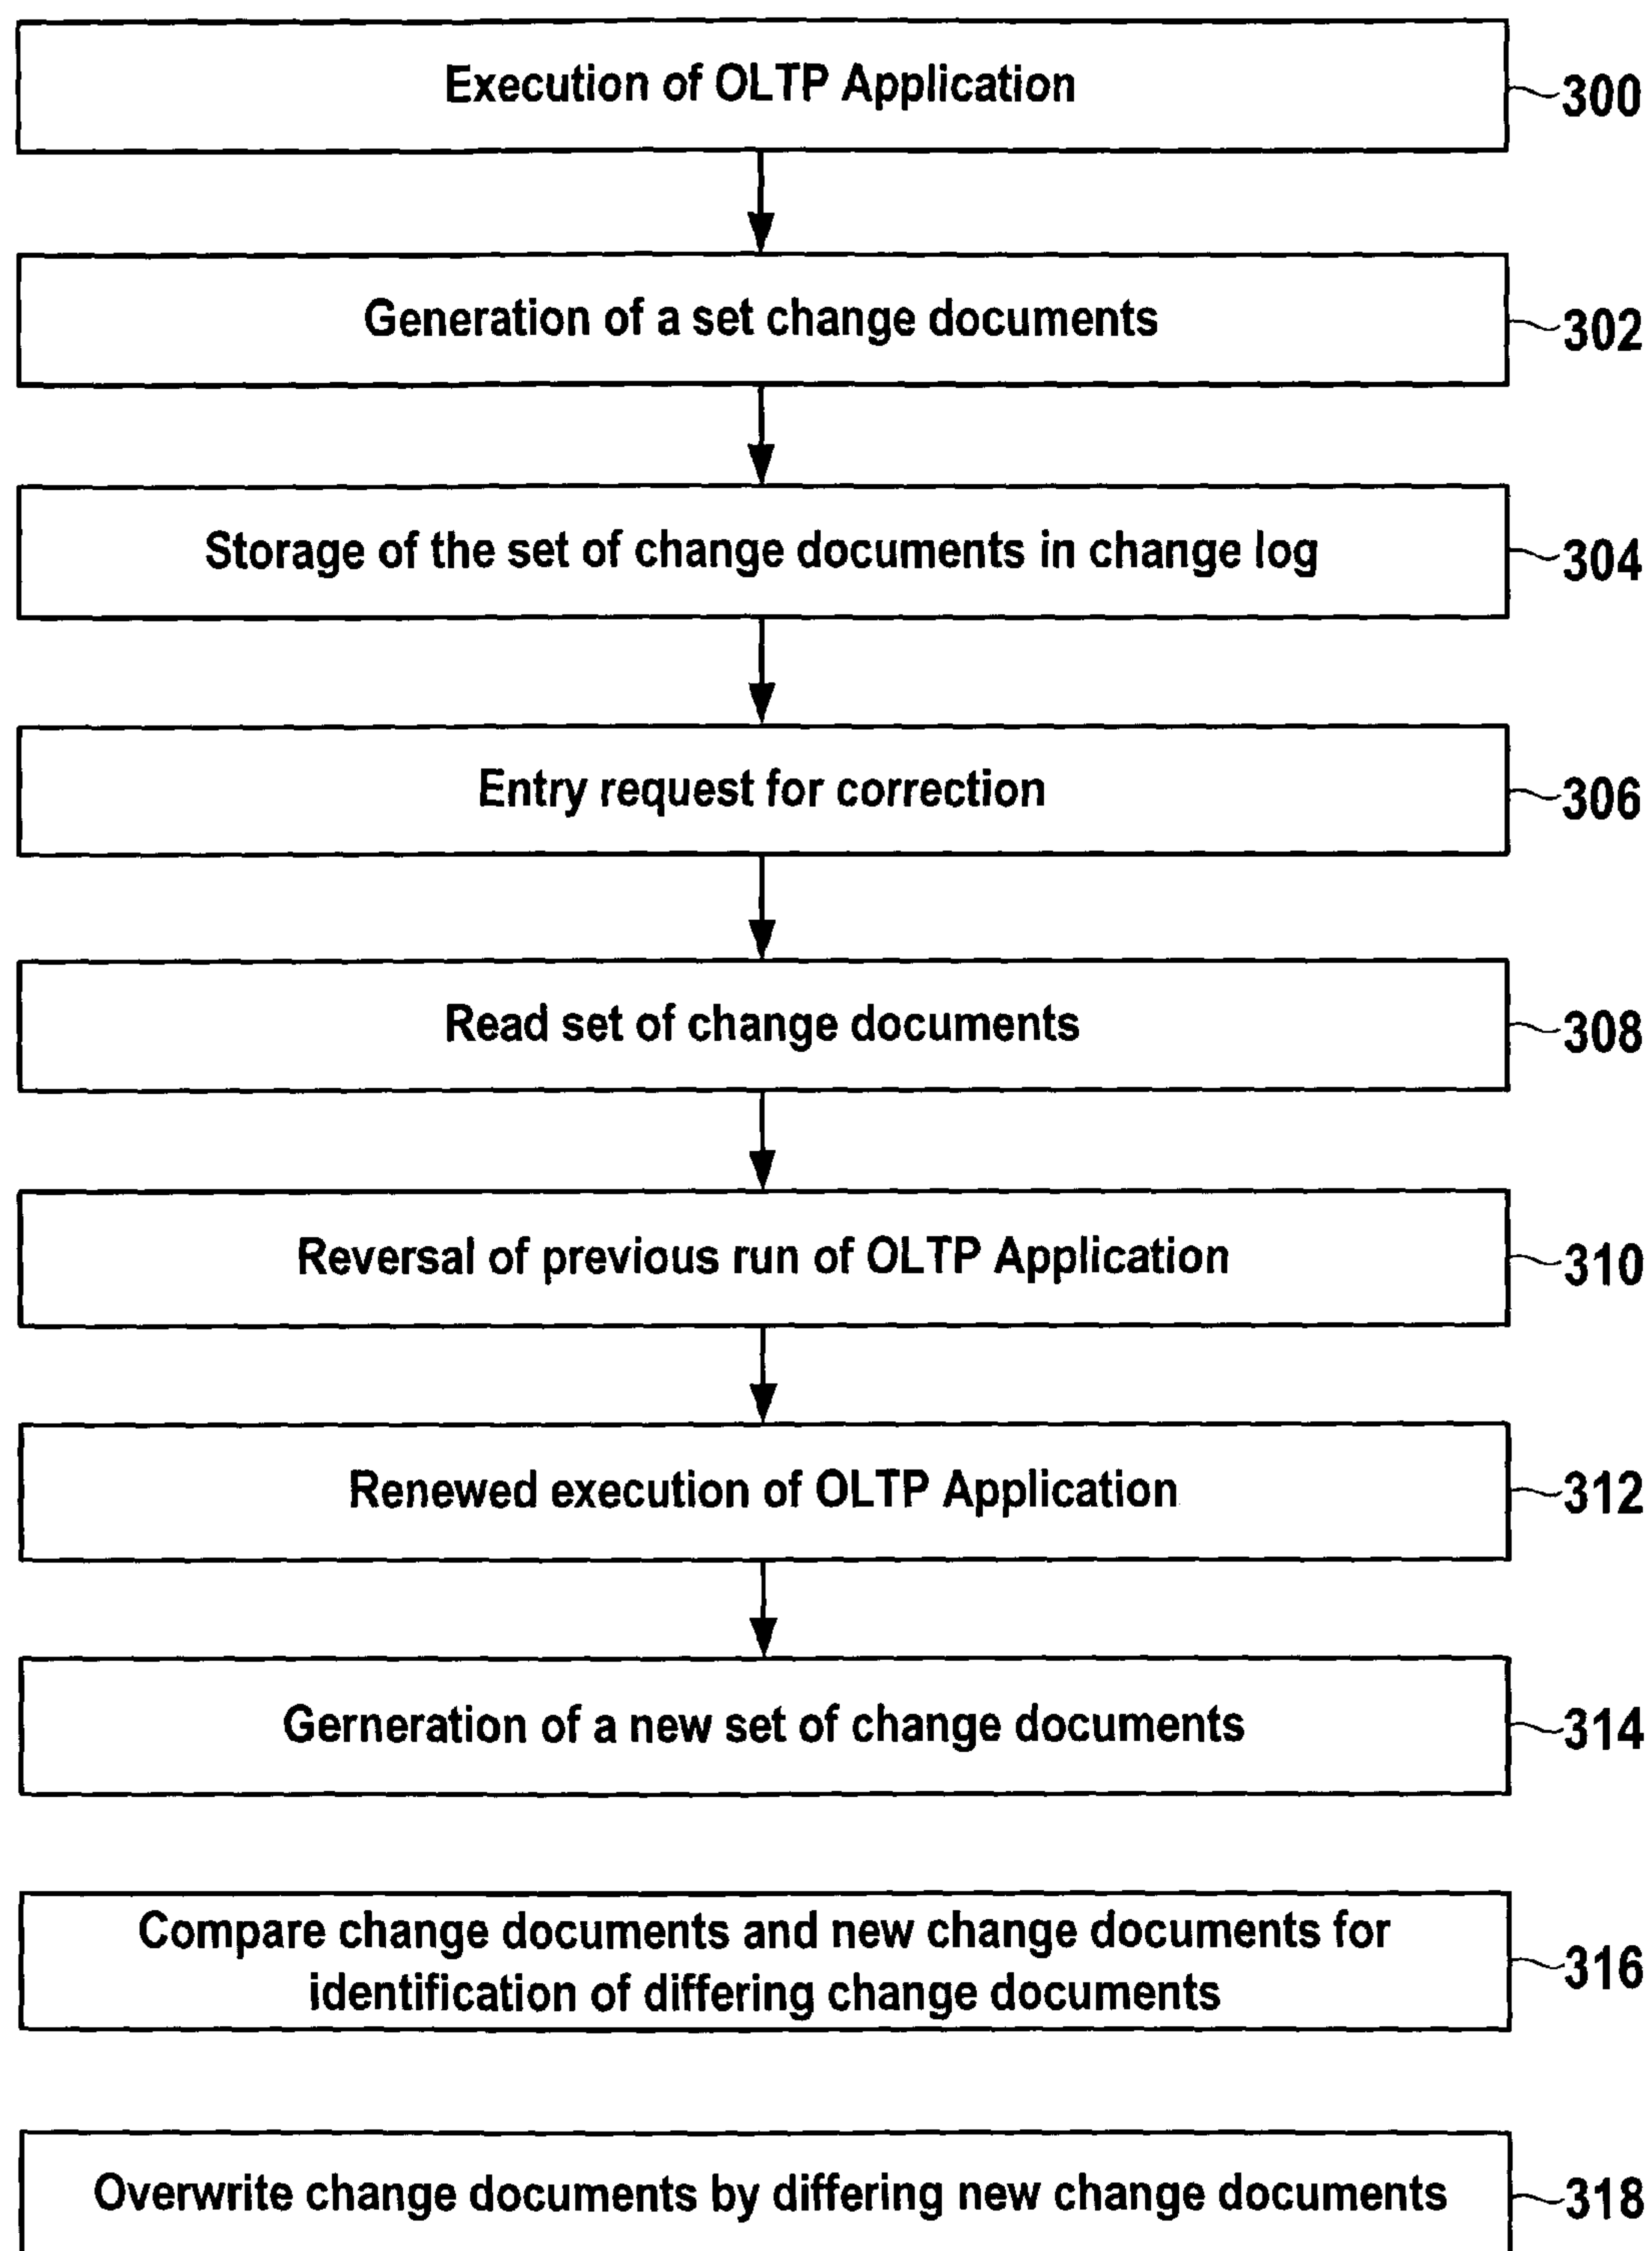 Execution of OLTP Application
300
Generation of a set change documents
302
Storage of the set of change documents in change log
304
Entry request for correction
306
Read set of change documents
308
Reversal of previous run of OLTP Application
310
Renewed execution of OLTP Application
312
Gerneration of a new set of change documents
314
Compare change documents and new change documents for
identification of differing change documents
316
Overwrite change documents by differing new change documents
318